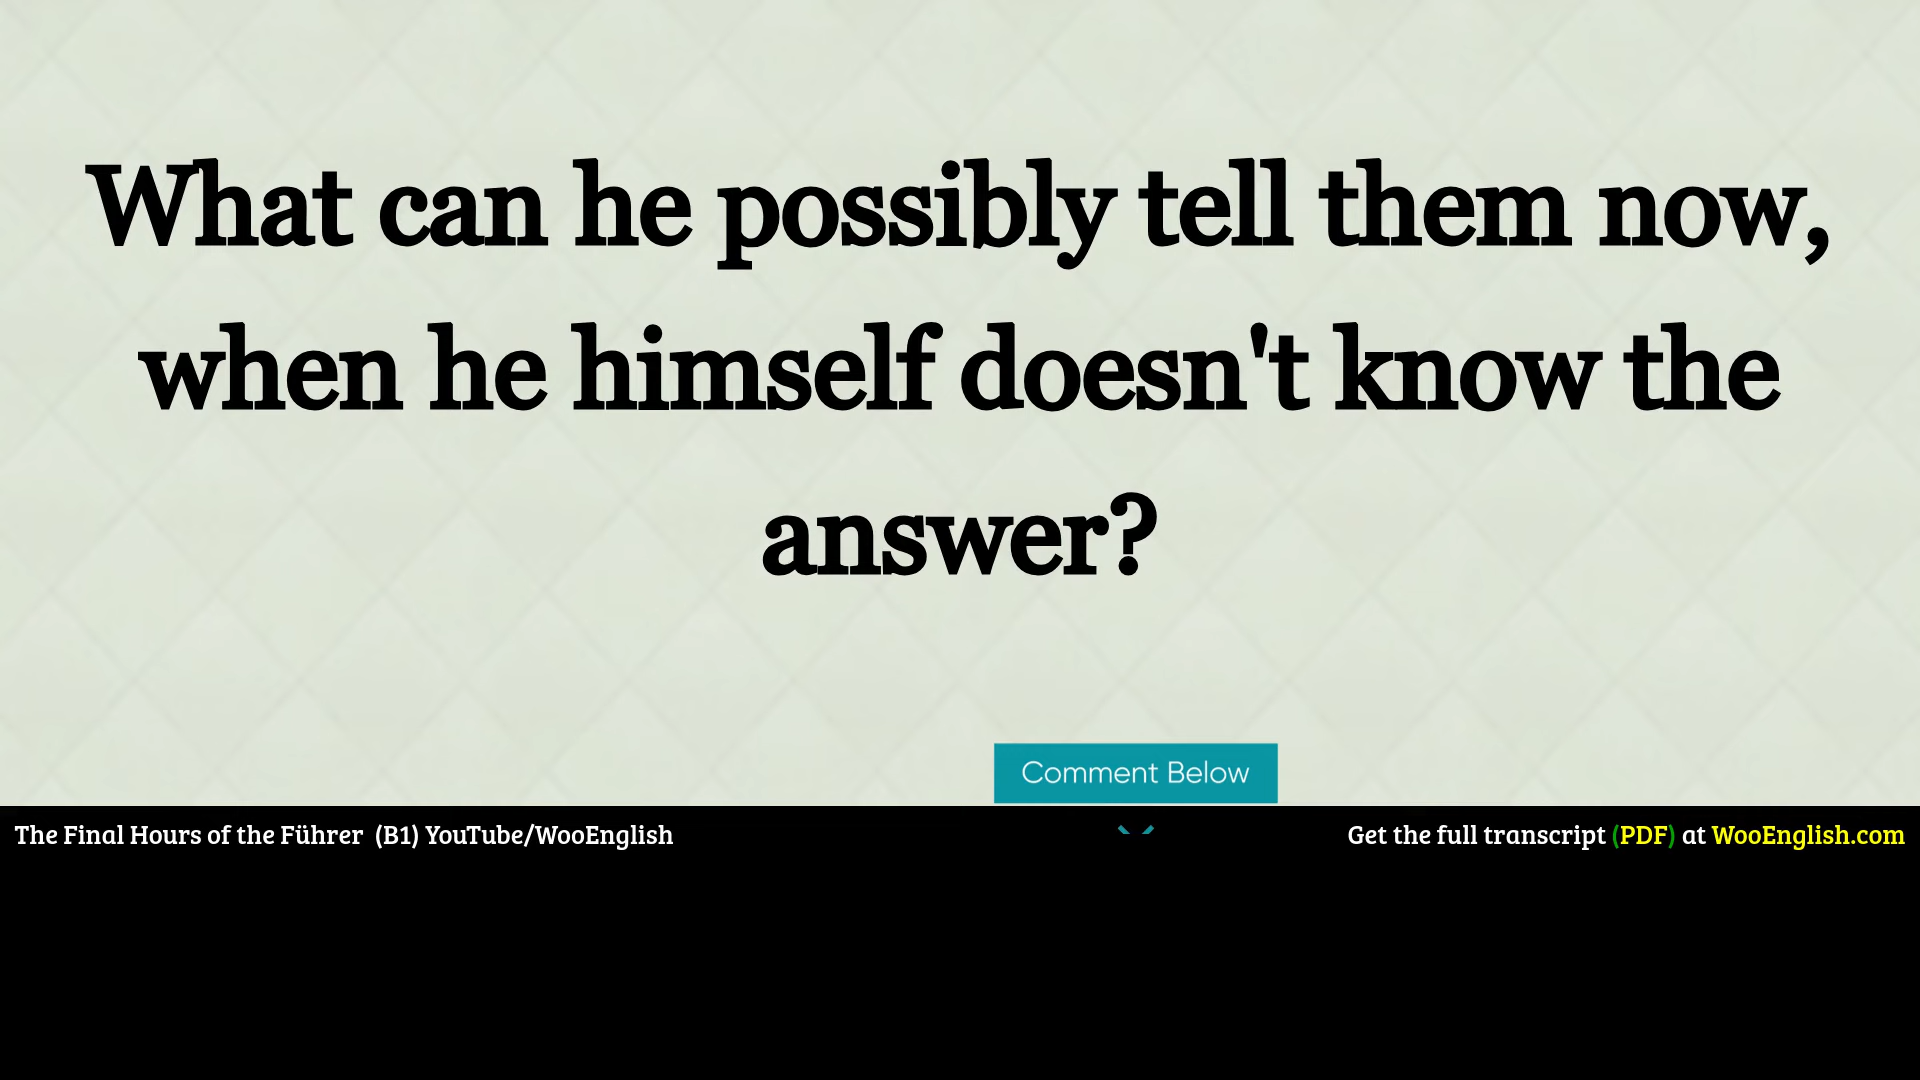 What can he possibly tell them now,
when he himself doesn't know the
answer?
Comment Below
The Final Hours of the Führer (B1) YouTube/WooEnglish
Get the full transcript (PDF) at WooEnglish.com